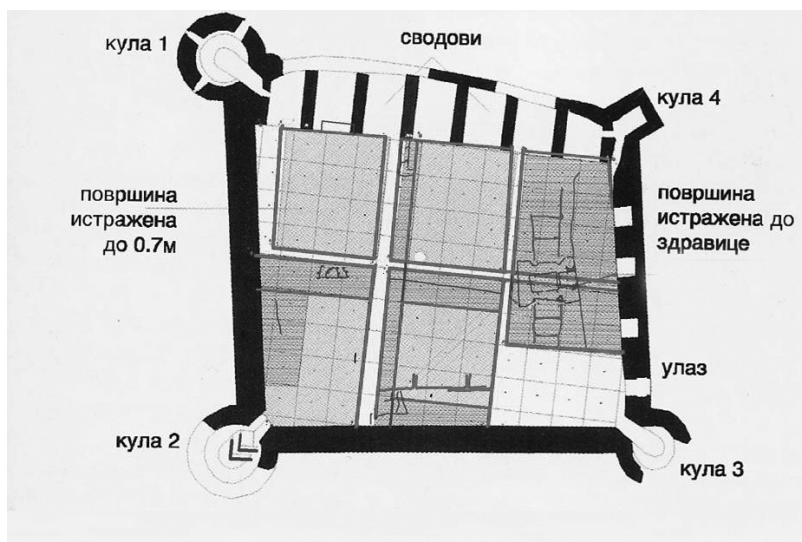 кула 1
сводови
кула 4
површина
истражена
до 0.7м
површина
истражена до
здравице
улаз
кула 2
кула 3